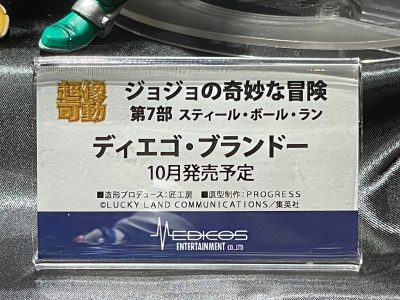 超像可動
ジョジョの奇妙な冒険
第7部 スティール・ボール・ラン
ディエゴ・ブランドー
10月発売予定
■造形プロデュース：匠工房 ■原型制作：PROGRESS
©LUCKY LAND COMMUNICATIONS／集英社
MEDICOS
ENTERTAINMENT CO.,LTD